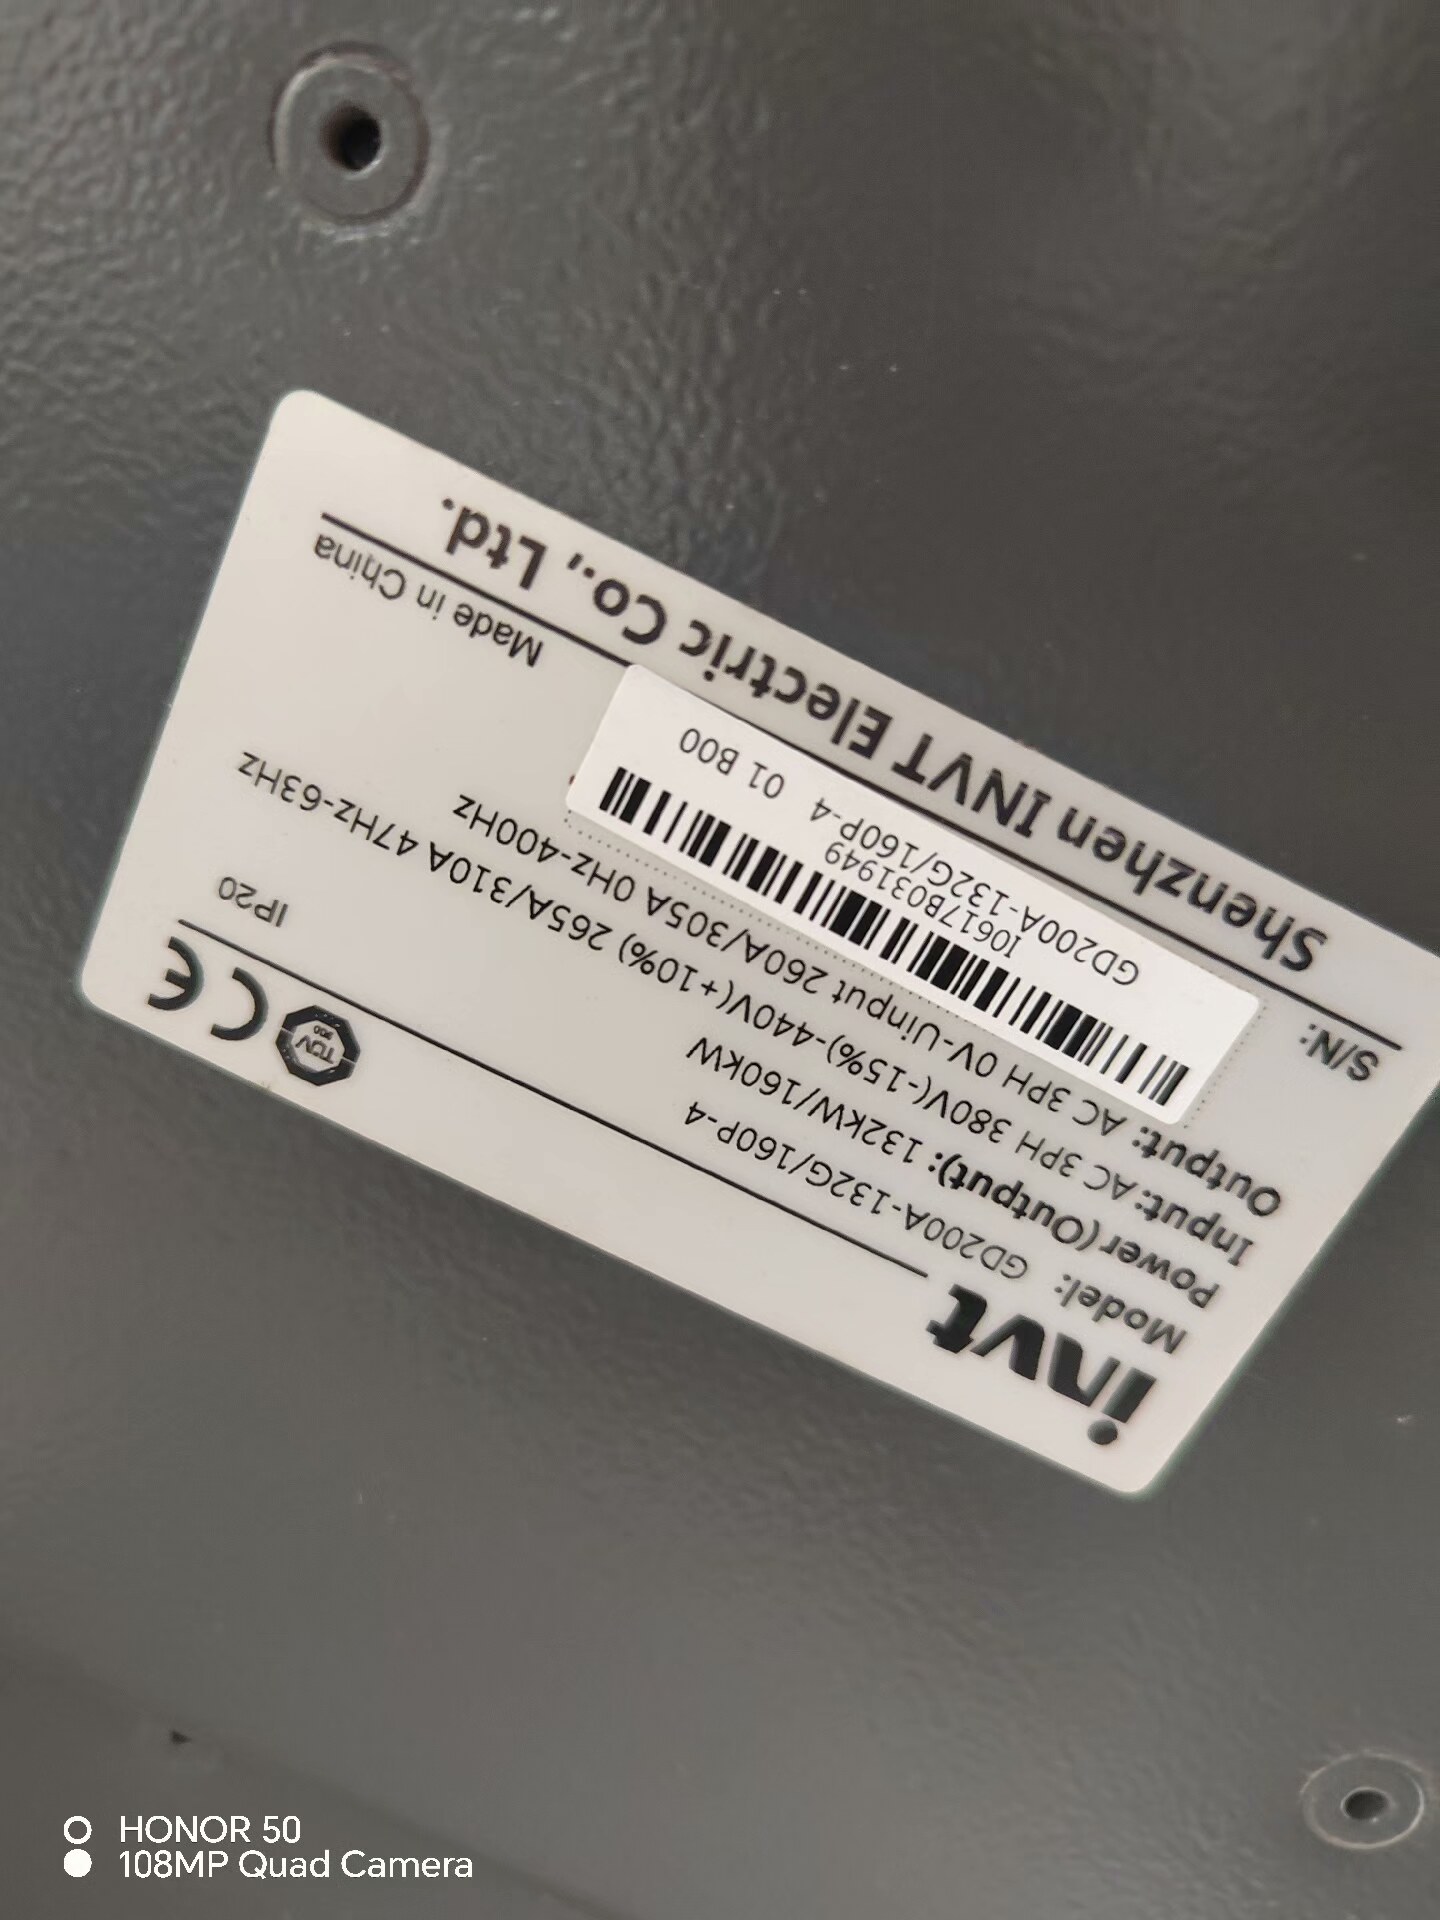 invt
TÜV
CE
IP20
Model: GD200A-132G/160P-4
Power(Output): 132kW/160kW
Input: AC 3PH 380V(-15%)-440V(+10%) 265A/310A 47Hz-63Hz
Output: AC 3PH 0V-Uinput 260A/305A 0Hz-400Hz
S/N:
I0617B031949
GD200A-132G/160P-4 01 B00
Made in China
Shenzhen INVT Electric Co., Ltd.
HONOR 50
108MP Quad Camera